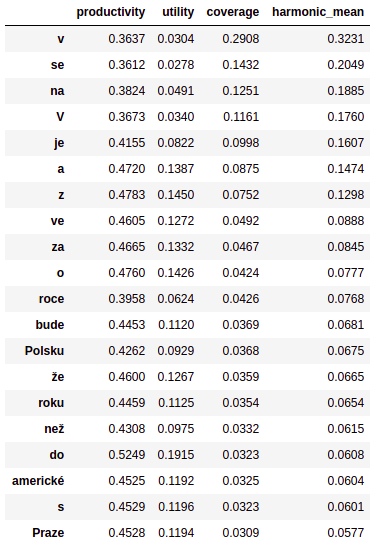 productivity utility coverage harmonic_mean
v 0.3637 0.0304 0.2908 0.3231
se 0.3612 0.0278 0.1432 0.2049
na 0.3824 0.0491 0.1251 0.1885
V 0.3673 0.0340 0.1161 0.1760
je 0.4155 0.0822 0.0998 0.1607
a 0.4720 0.1387 0.0875 0.1474
z 0.4783 0.1450 0.0752 0.1298
ve 0.4605 0.1272 0.0492 0.0888
za 0.4665 0.1332 0.0467 0.0845
o 0.4760 0.1426 0.0424 0.0777
roce 0.3958 0.0624 0.0426 0.0768
bude 0.4453 0.1120 0.0369 0.0681
Polsku 0.4262 0.0929 0.0368 0.0675
že 0.4600 0.1267 0.0359 0.0665
roku 0.4459 0.1125 0.0354 0.0654
než 0.4308 0.0975 0.0332 0.0615
do 0.5249 0.1915 0.0323 0.0608
americké 0.4525 0.1192 0.0325 0.0604
s 0.4529 0.1196 0.0323 0.0601
Praze 0.4528 0.1194 0.0309 0.0577